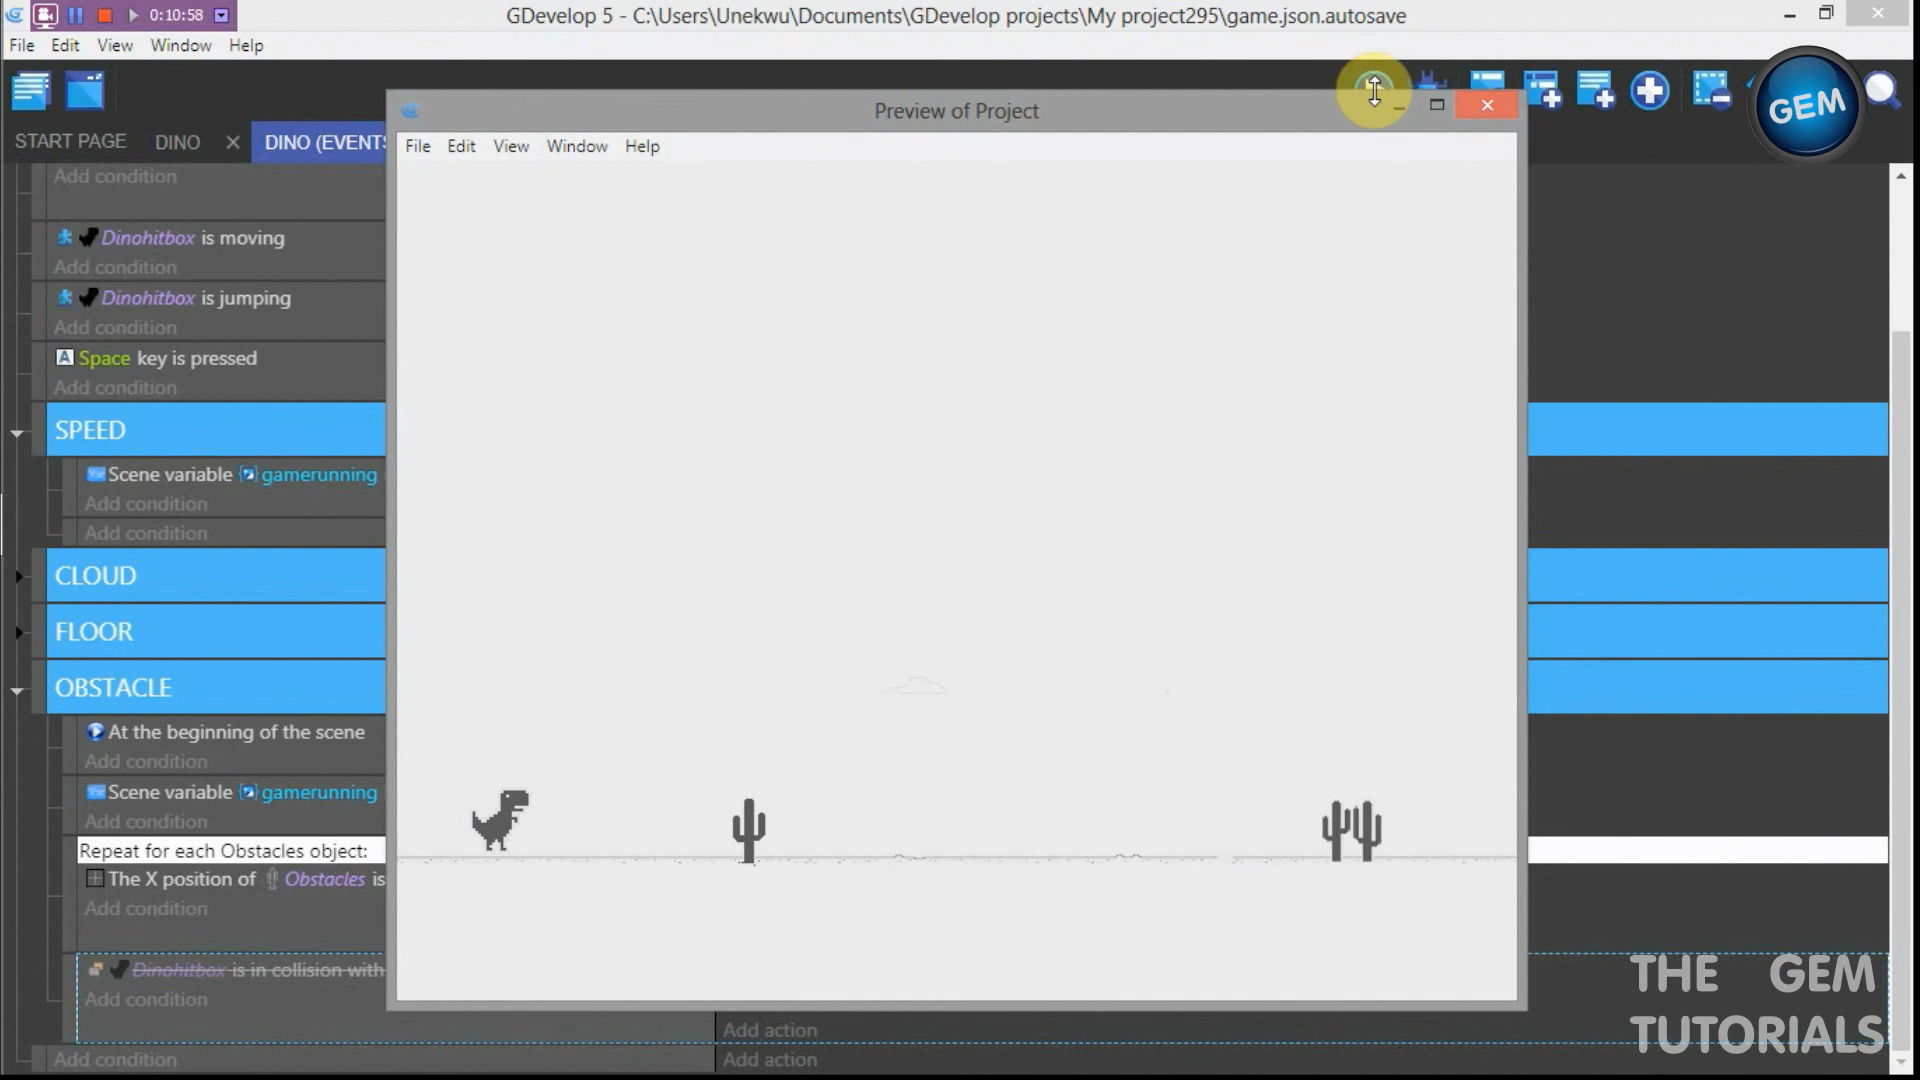 0:10:58
GDevelop 5 - C:\Users\Unekwu\Documents\GDevelop projects\My project295\game.json.autosave
File Edit View Window Help
GEM
START PAGE DINO DINO (EVENTS
Preview of Project
File Edit View Window Help
Add condition
Dinohitbox is moving
Add condition
Dinohitbox is jumping
Add condition
A Space key is pressed
Add condition
SPEED
Scene variable gamerunning
Add condition
Add condition
CLOUD
FLOOR
OBSTACLE
At the beginning of the scene
Add condition
Scene variable gamerunning
Add condition
Repeat for each Obstacles object:
The X position of Obstacles is
Add condition
Dinohitbox is in collision with
Add condition
Add action
Add condition Add action
THE GEM
TUTORIALS